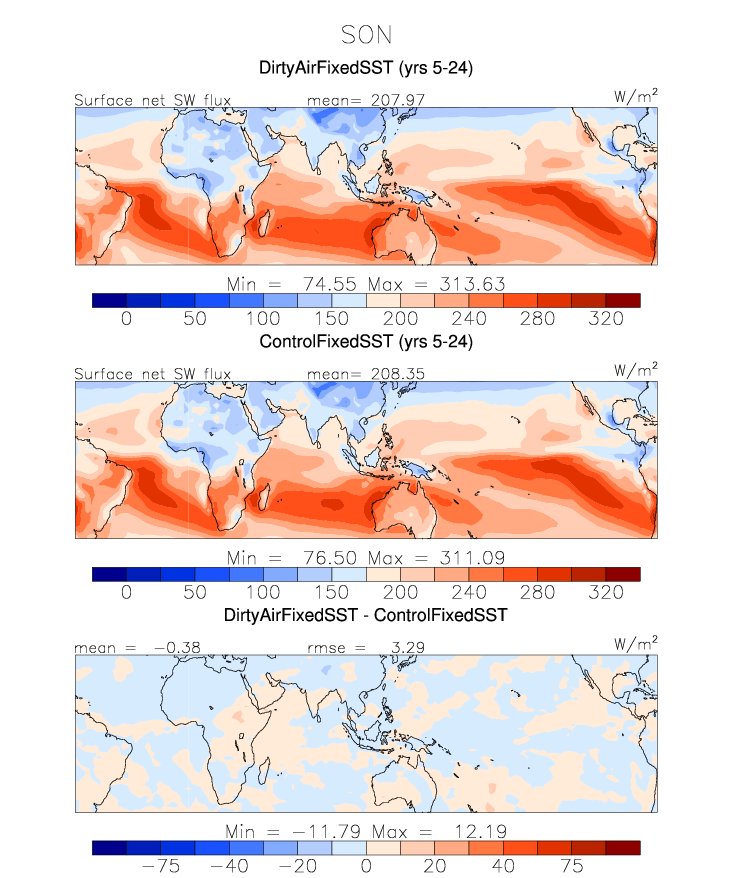 SON
DirtyAirFixedSST (yrs 5-24)
Surface net SW flux mean= 207.97 W/m²
Min = 74.55 Max = 313.63
0 50 100 150 200 240 280 320
ControlFixedSST (yrs 5-24)
Surface net SW flux mean= 208.35 W/m²
Min = 76.50 Max = 311.09
0 50 100 150 200 240 280 320
DirtyAirFixedSST - ControlFixedSST
mean = -0.38 rmse = 3.29 W/m²
Min = -11.79 Max = 12.19
-75 -40 -20 0 20 40 75